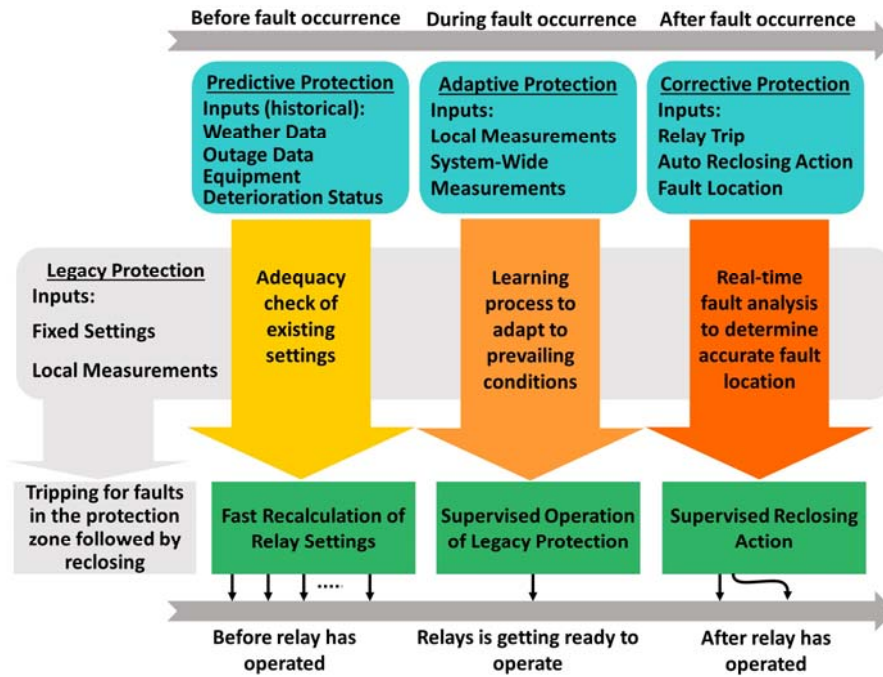 Before fault occurrence
During fault occurrence
After fault occurrence
Predictive Protection
Inputs (historical):
Weather Data
Outage Data
Equipment
Deterioration Status
Adaptive Protection
Inputs:
Local Measurements
System-Wide
Measurements
Corrective Protection
Inputs:
Relay Trip
Auto Reclosing Action
Fault Location
Legacy Protection
Inputs:
Fixed Settings
Local Measurements
Adequacy
check of
existing
settings
Learning
process to
adapt to
prevailing
conditions
Real-time
fault analysis
to determine
accurate fault
location
Tripping for faults
in the protection
zone followed by
reclosing
Fast Recalculation of
Relay Settings
Supervised Operation
of Legacy Protection
Supervised Reclosing
Action
Before relay has
operated
Relays is getting ready to
operate
After relay has
operated